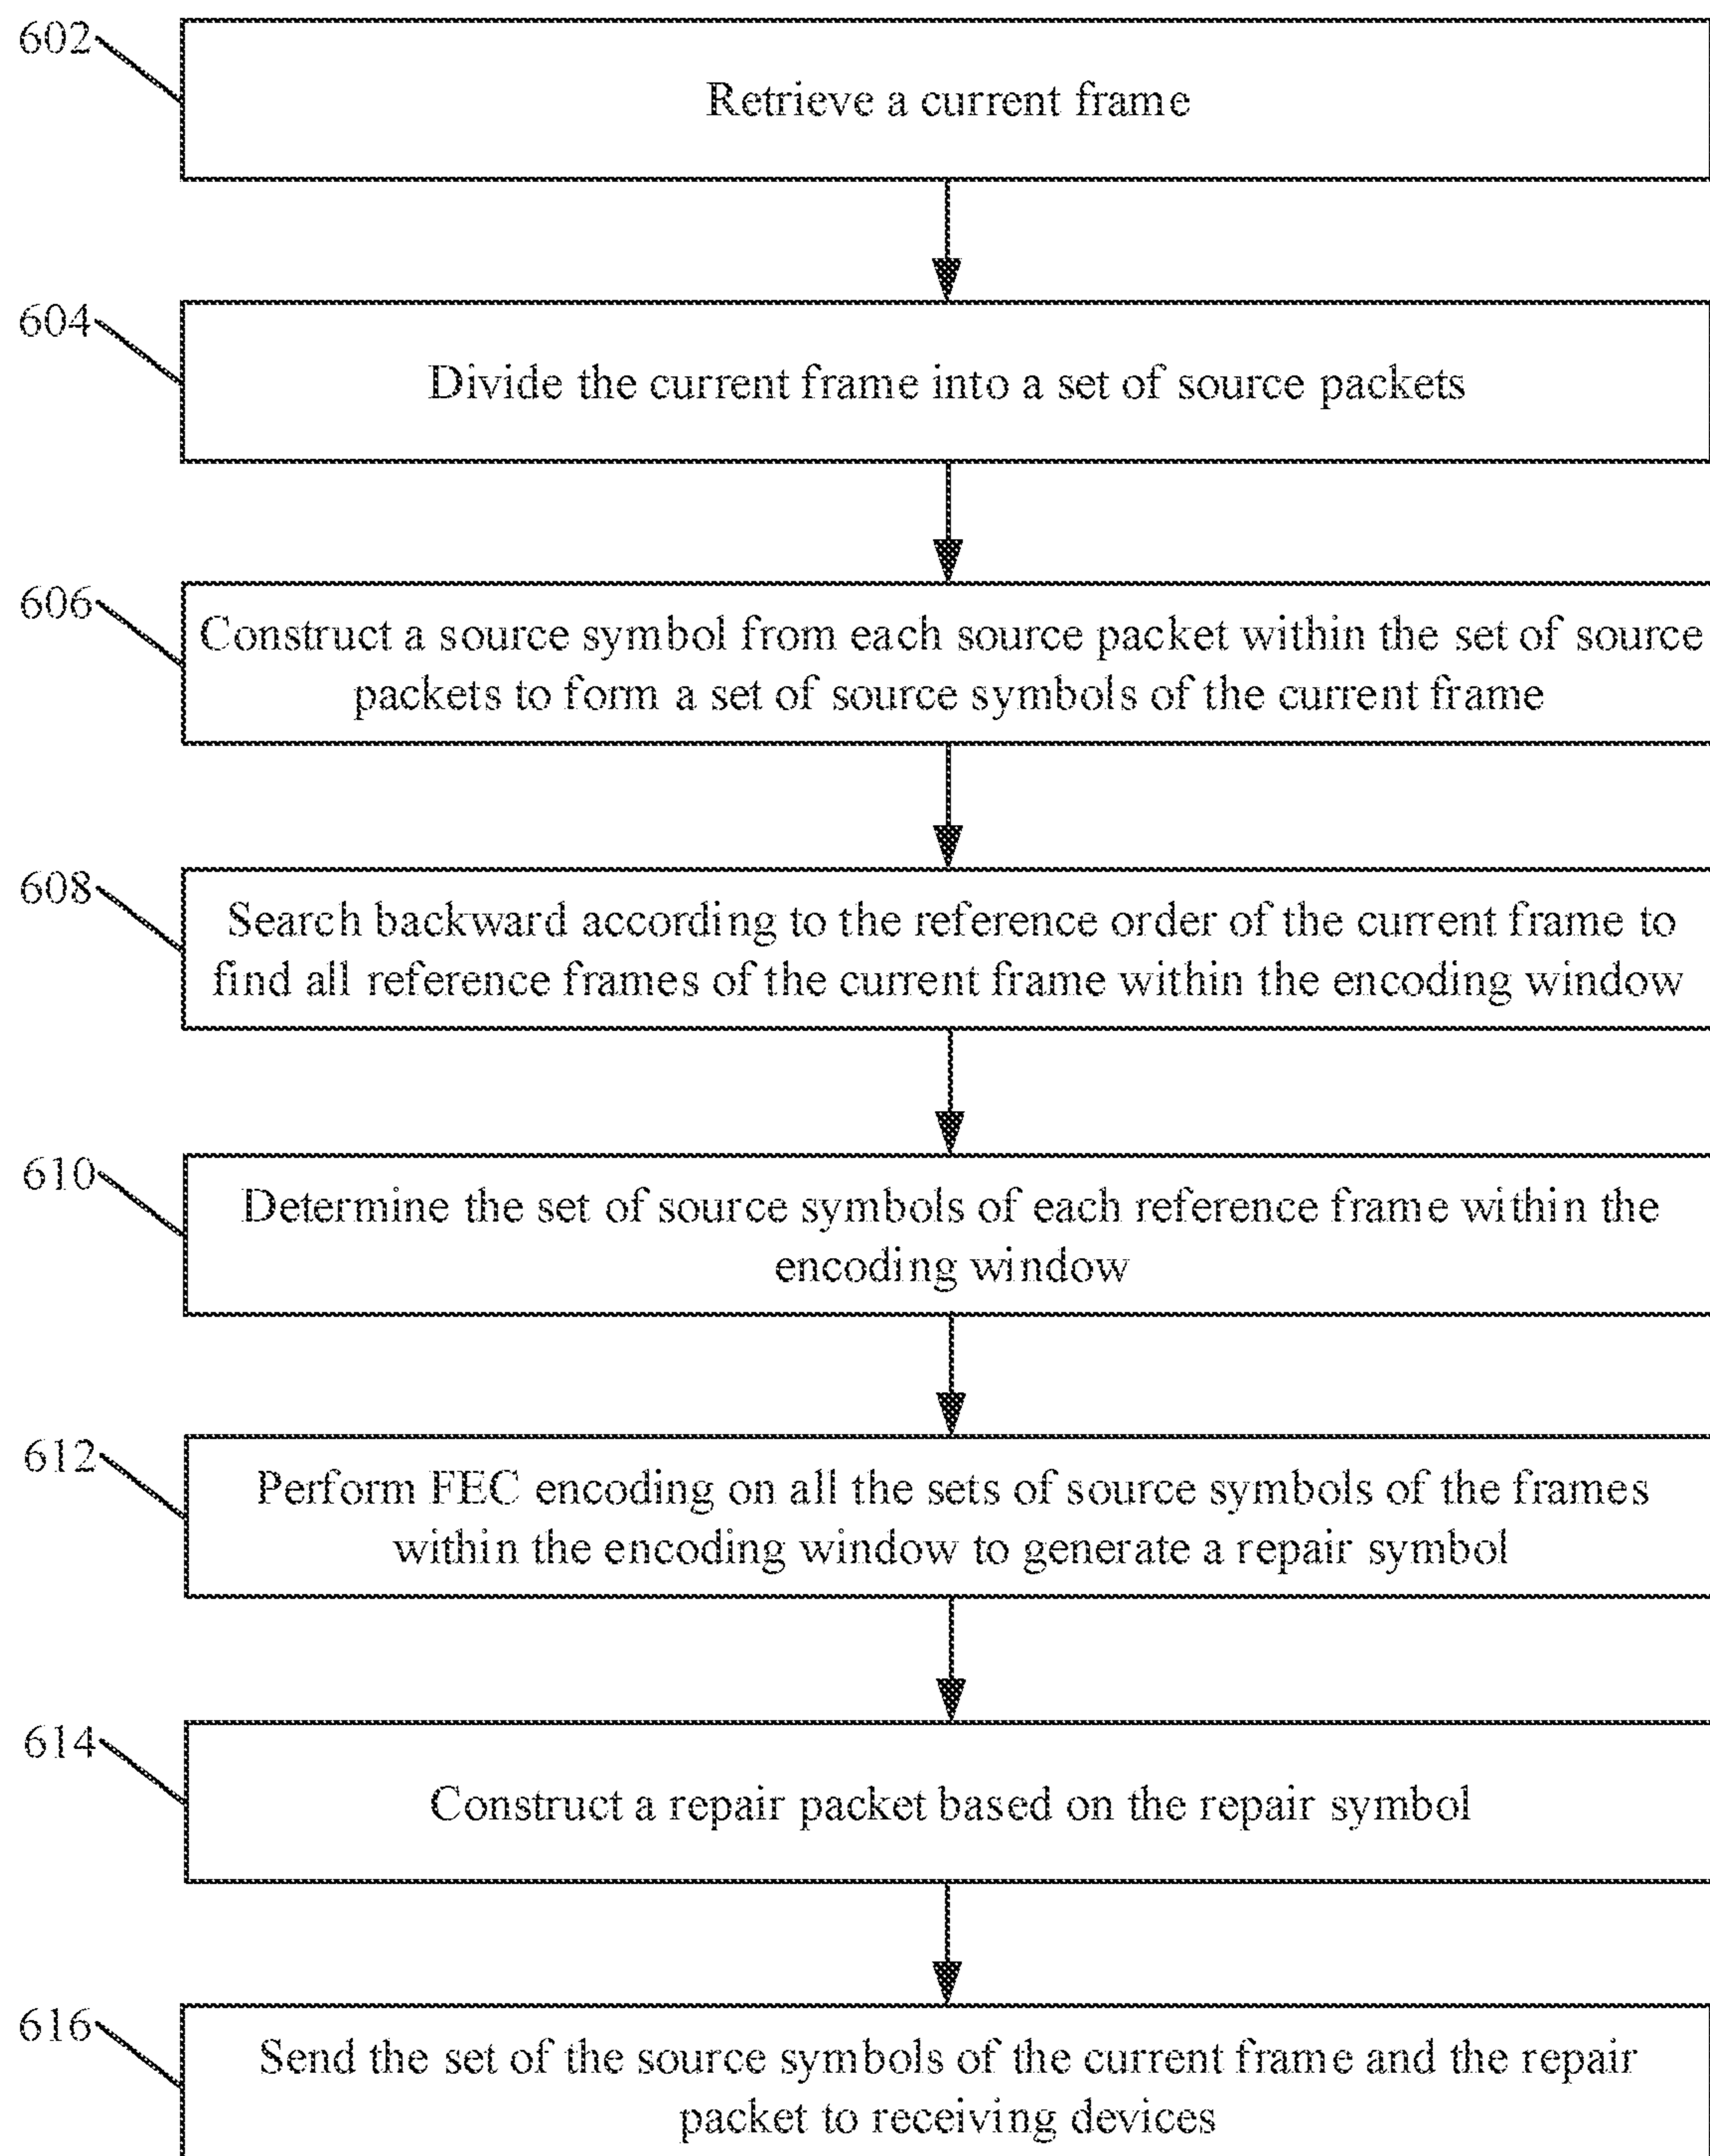 602
Retrieve a current frame
604
Divide the current frame into a set of source packets
606
Construct a source symbol from each source packet within the set of source
packets to form a set of source symbols of the current frame
608
Search backward according to the reference order of the current frame to
find all reference frames of the current frame within the encoding window
610
Determine the set of source symbols of each reference frame within the
encoding window
612
Perform FEC encoding on all the sets of source symbols of the frames
within the encoding window to generate a repair symbol
614
Construct a repair packet based on the repair symbol
616
Send the set of the source symbols of the current frame and the repair
packet to receiving devices